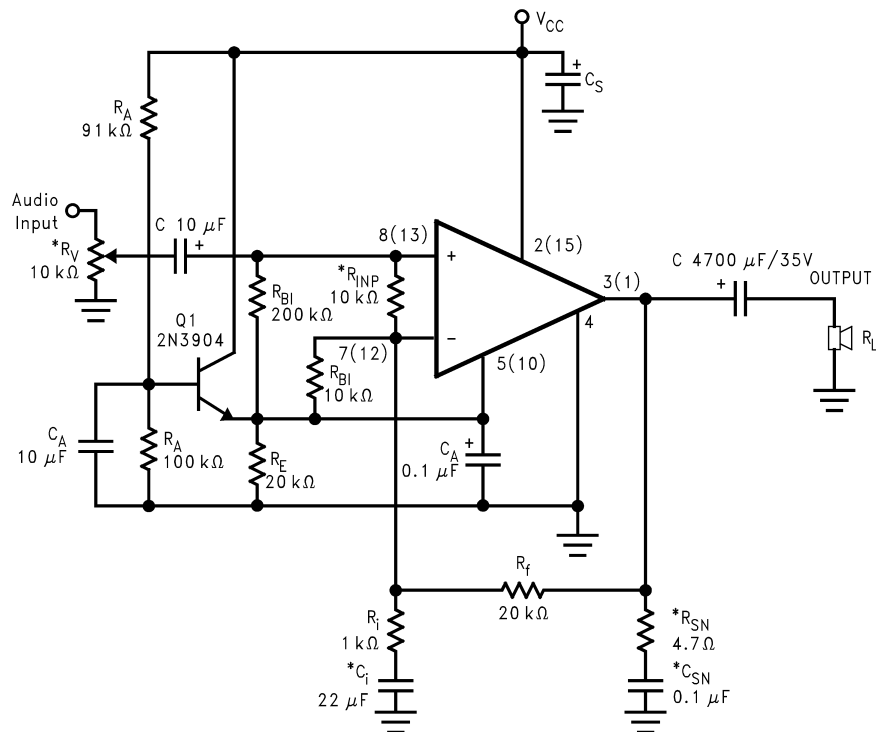 V_CC
+
C_S
R_A
91 kΩ
Audio
Input
*R_V
10 kΩ
C 10 μF
+
8(13)
+
2(15)
C 4700 μF/35V
OUTPUT
*R_INP
10 kΩ
3(1)
+
R_BI
200 kΩ
Q1
2N3904
4
R_L
7(12)
−
5(10)
R_BI
10 kΩ
C_A
10 μF
R_A
100 kΩ
R_E
20 kΩ
C_A
+
0.1 μF
R_f
20 kΩ
R_i
1 kΩ
*R_SN
4.7Ω
*C_i
22 μF
*C_SN
0.1 μF